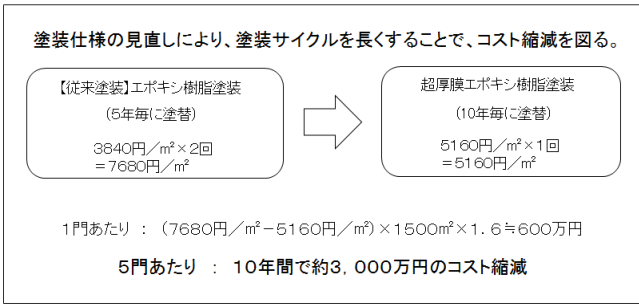 塗装仕様の見直しにより、塗装サイクルを長くすることで、コスト縮減を図る。
【従来塗装】エポキシ樹脂塗装
(5年毎に塗替)
3840円／㎡×2回
＝7680円／㎡
超厚膜エポキシ樹脂塗装
(10年毎に塗替)
5160円／㎡×1回
＝5160円／㎡
1門あたり ： (7680円／㎡－5160円／㎡)×1500㎡×1．6≒600万円
5門あたり ： 10年間で約3，000万円のコスト縮減